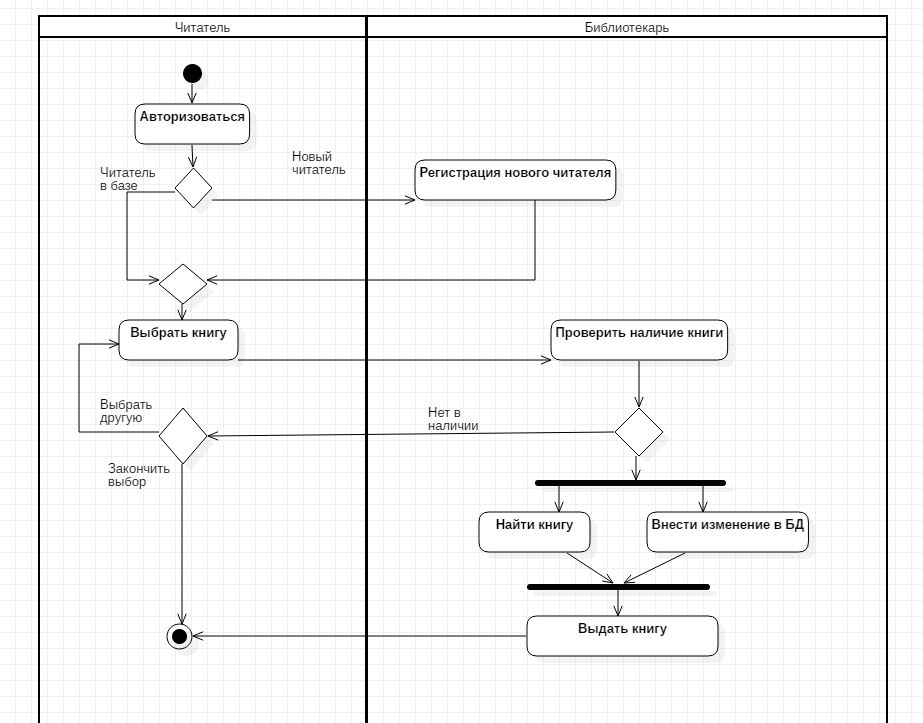 Читатель
Библиотекарь
Авторизоваться
Новый
читатель
Читатель
в базе
Регистрация нового читателя
Выбрать книгу
Проверить наличие книги
Выбрать
другую
Нет в
наличии
Закончить
выбор
Найти книгу
Внести изменение в БД
Выдать книгу